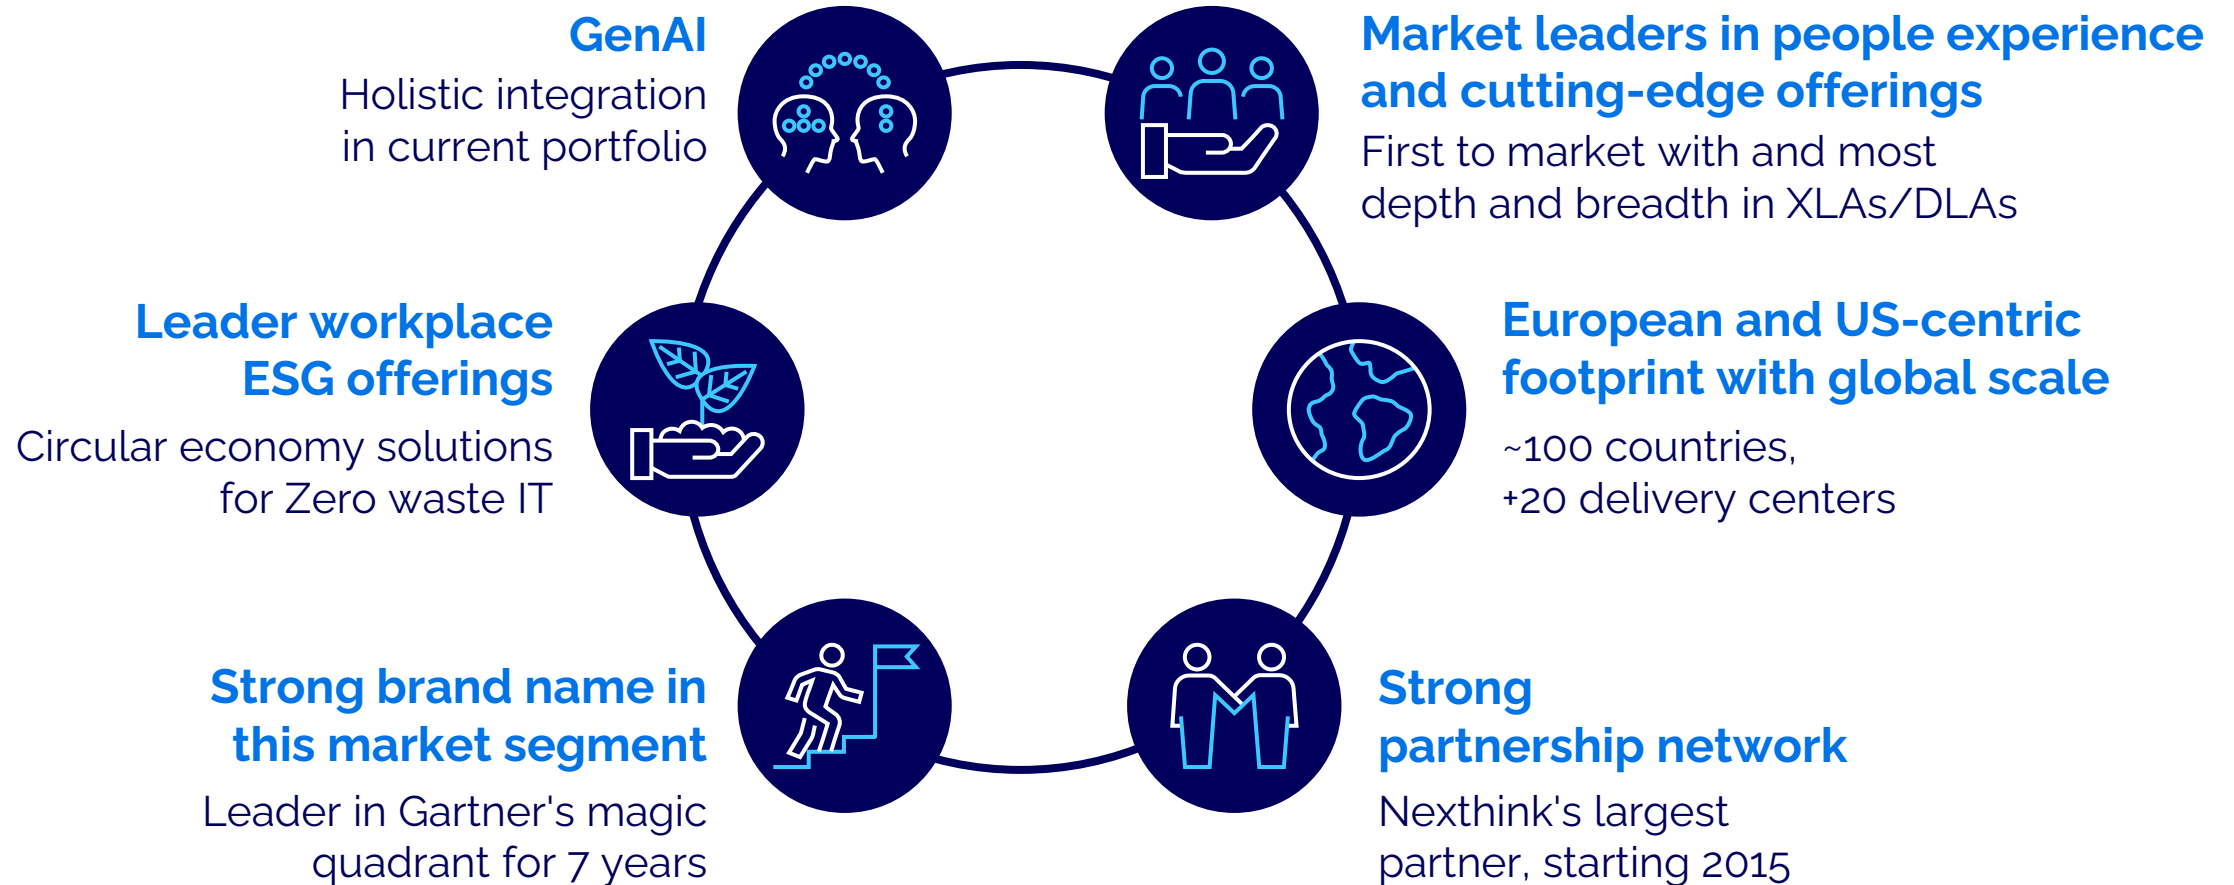 GenAI
Holistic integration
in current portfolio
Market leaders in people experience
and cutting-edge offerings
First to market with and most
depth and breadth in XLAs/DLAs
Leader workplace
ESG offerings
Circular economy solutions
for Zero waste IT
European and US-centric
footprint with global scale
~100 countries,
+20 delivery centers
Strong brand name in
this market segment
Leader in Gartner's magic
quadrant for 7 years
Strong
partnership network
Nexthink's largest
partner, starting 2015